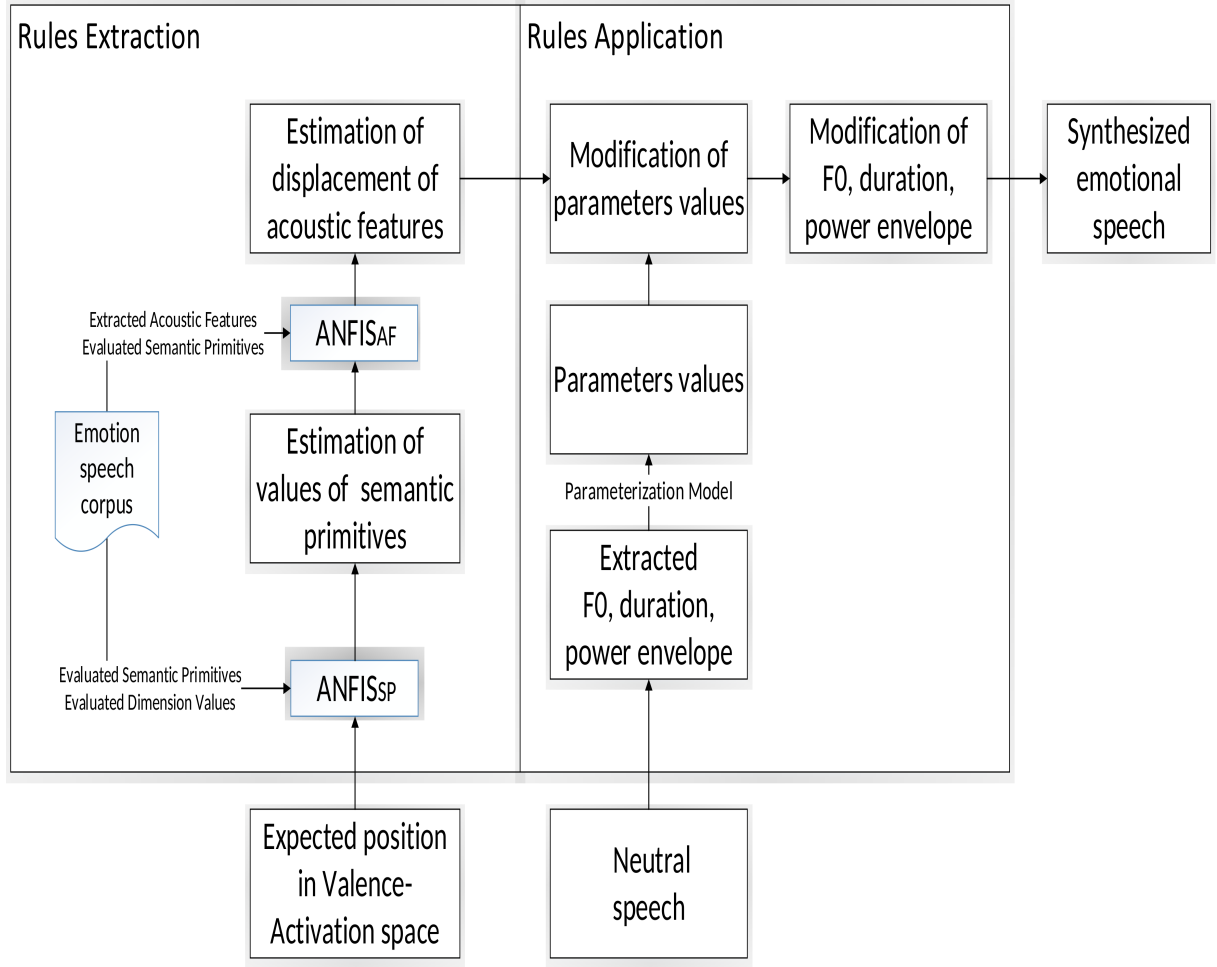 Rules Extraction
Rules Application
Estimation of
displacement of
acoustic features
Modification of
parameters values
Modification of
F0, duration,
power envelope
Synthesized
emotional
speech
Extracted Acoustic Features
Evaluated Semantic Primitives
ANFISAF
Parameters values
Emotion
speech
corpus
Estimation of
values of  semantic
primitives
Parameterization Model
Extracted
F0, duration,
power envelope
Evaluated Semantic Primitives
Evaluated Dimension Values
ANFISSP
Expected position
in Valence-
Activation space
Neutral
speech